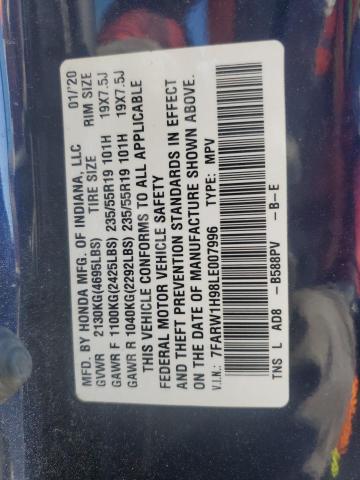 MFD. BY HONDA MFG. OF INDIANA, LLC 01/'20
GVWR 2130KG(4695LBS) TIRE SIZE RIM SIZE
GAWR F 1100KG(2425LBS) 235/55R19 101H 19X7.5J
GAWR R 1040KG(2292LBS) 235/55R19 101H 19X7.5J
THIS VEHICLE CONFORMS TO ALL APPLICABLE
FEDERAL MOTOR VEHICLE SAFETY
AND THEFT PREVENTION STANDARDS IN EFFECT
ON THE DATE OF MANUFACTURE SHOWN ABOVE.
V.I.N.: 7FARW1H98LE007996 TYPE: MPV
TNS L AD8 -B588PV -B-E